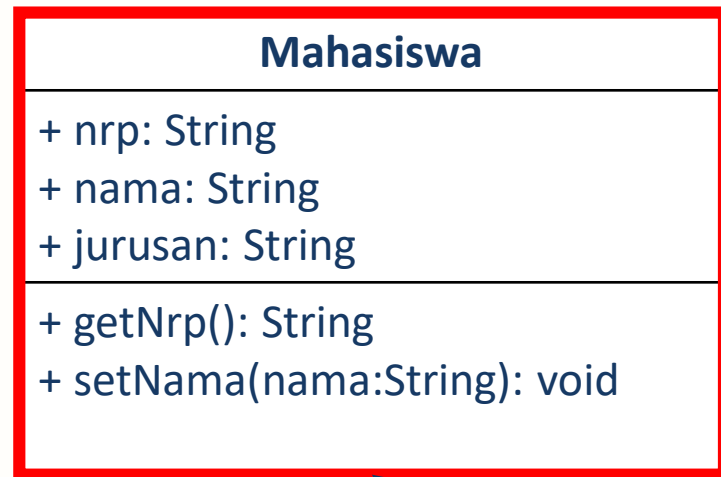 Mahasiswa
+ nrp: String
+ nama: String
+ jurusan: String
+ getNrp(): String
+ setNama(nama:String): void